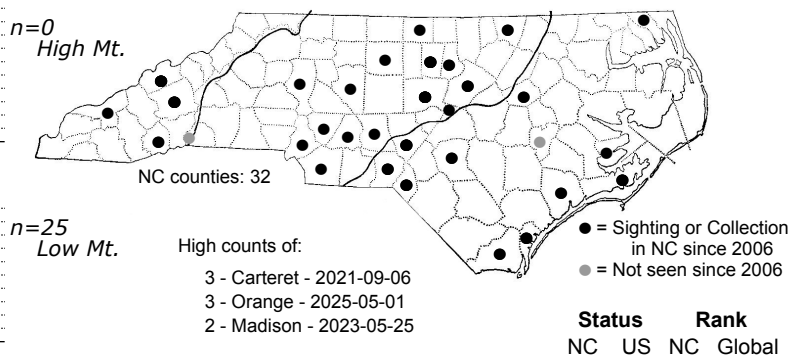 n=0
High Mt.
NC counties: 32
n=25
Low Mt.
High counts of:
3 - Carteret - 2021-09-06
3 - Orange - 2025-05-01
2 - Madison - 2023-05-25
= Sighting or Collection
in NC since 2006
= Not seen since 2006
Status Rank
NC US NC Global